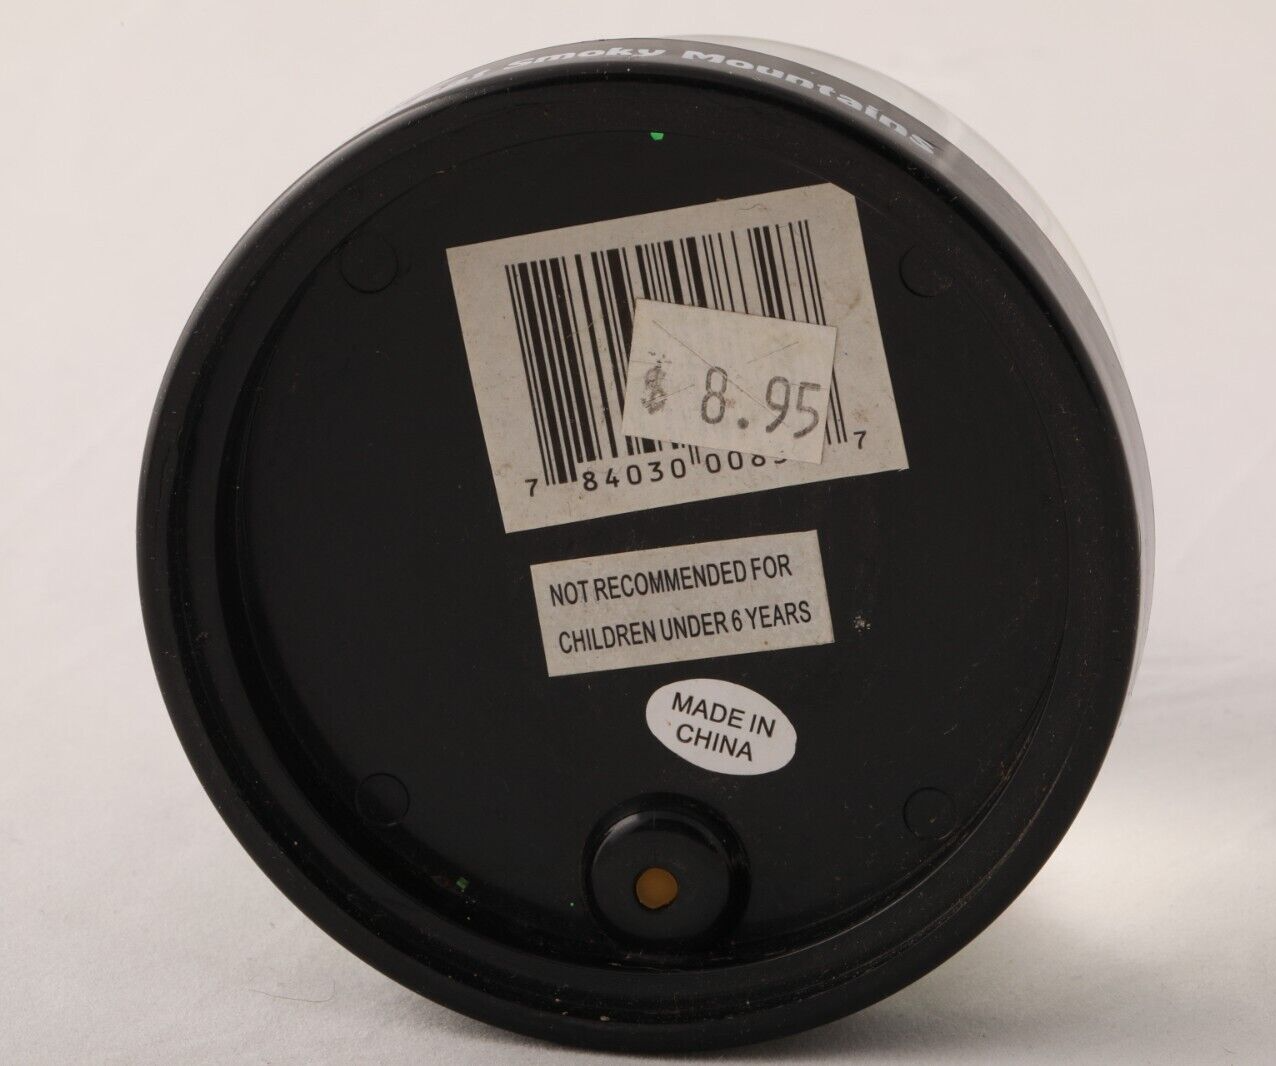 Smoky Mountains
$ 8.95
7 84030 008 7
NOT RECOMMENDED FOR
CHILDREN UNDER 6 YEARS
MADE IN
CHINA